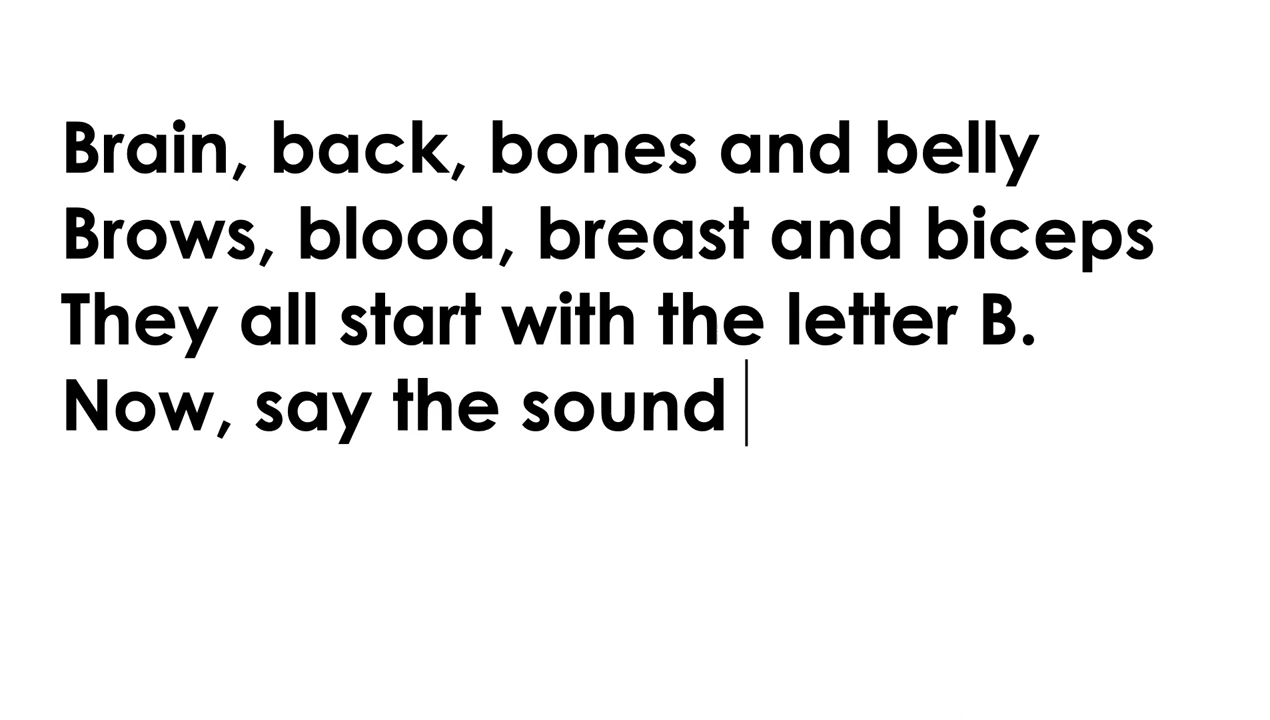 Brain, back, bones and belly
Brows, blood, breast and biceps
They all start with the letter B.
Now, say the sound